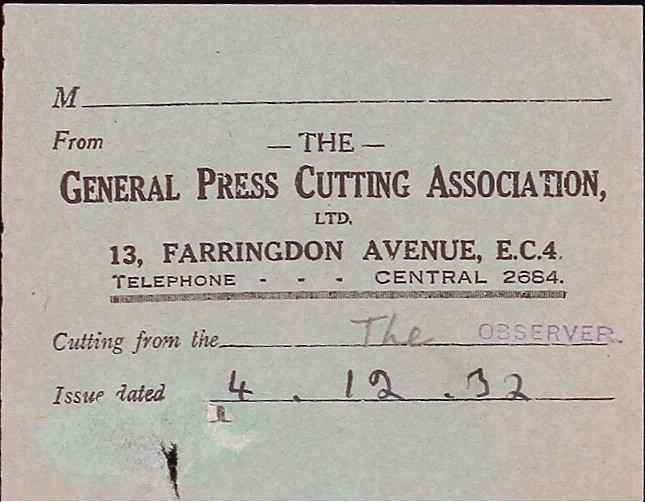 M
From
— THE —
GENERAL PRESS CUTTING ASSOCIATION,
LTD.
13, FARRINGDON AVENUE, E.C.4.
TELEPHONE - - - CENTRAL 2684.
Cutting from the The OBSERVER.
Issue dated 4 . 12 . 32